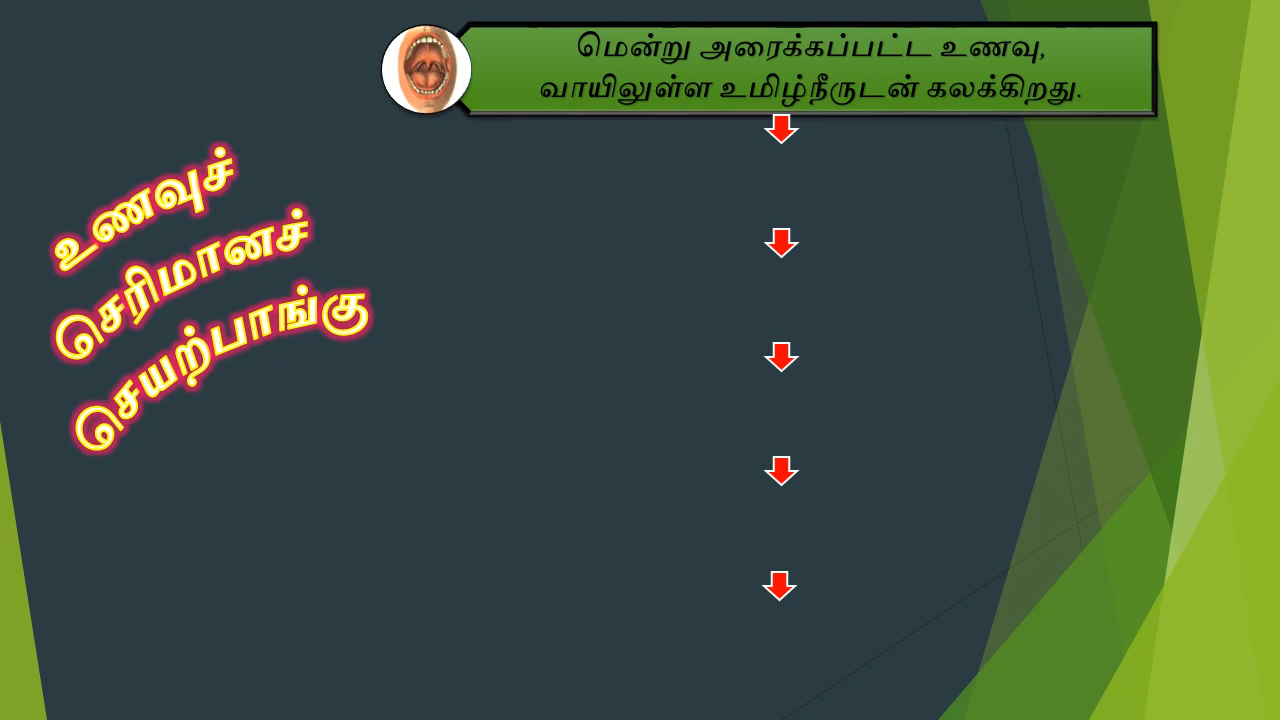 மென்று அரைக்கப்பட்ட உணவு,
வாயிலுள்ள உமிழ்நீருடன் கலக்கிறது.
உணவுச்
செரிமானச்
செயற்பாங்கு